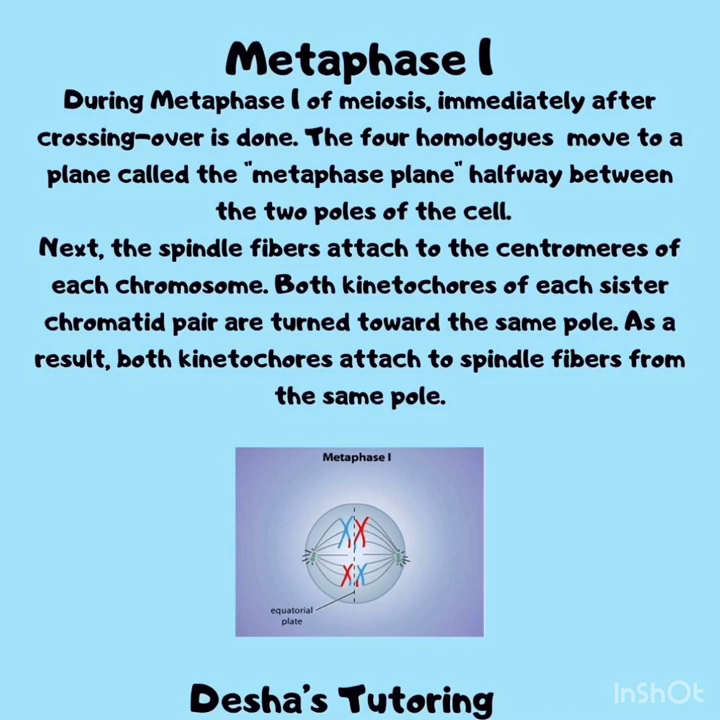 Metaphase I
During Metaphase I of meiosis, immediately after
crossing-over is done. The four homologues move to a
plane called the "metaphase plane" halfway between
the two poles of the cell.
Next, the spindle fibers attach to the centromeres of
each chromosome. Both kinetochores of each sister
chromatid pair are turned toward the same pole. As a
result, both kinetochores attach to spindle fibers from
the same pole.
Metaphase I
equatorial
plate
Desha's Tutoring
InShOt